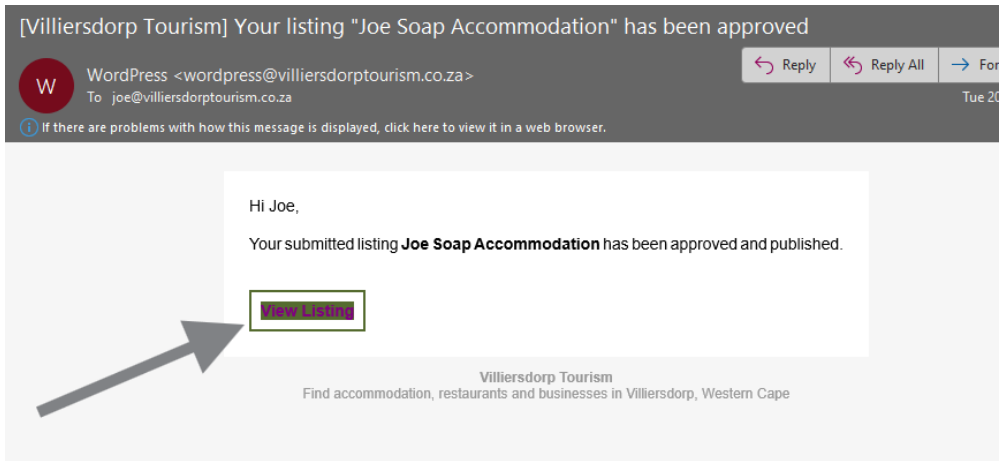 [Villiersdorp Tourism] Your listing "Joe Soap Accommodation" has been approved
W
WordPress <wordpress@villiersdorptourism.co.za>
To joe@villiersdorptourism.co.za
Reply
Reply All
For
Tue 20
If there are problems with how this message is displayed, click here to view it in a web browser.
Hi Joe,
Your submitted listing Joe Soap Accommodation has been approved and published.
View Listing
Villiersdorp Tourism
Find accommodation, restaurants and businesses in Villiersdorp, Western Cape